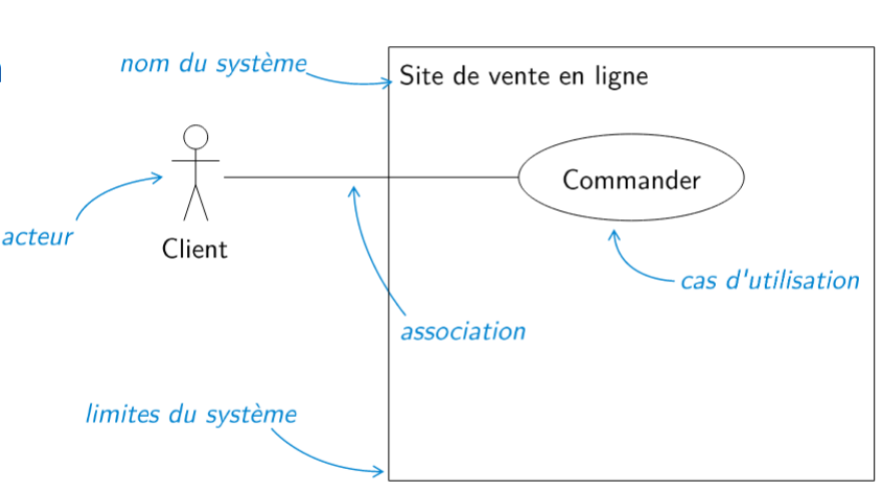 nom du système
Site de vente en ligne
Commander
acteur
Client
cas d'utilisation
association
limites du système